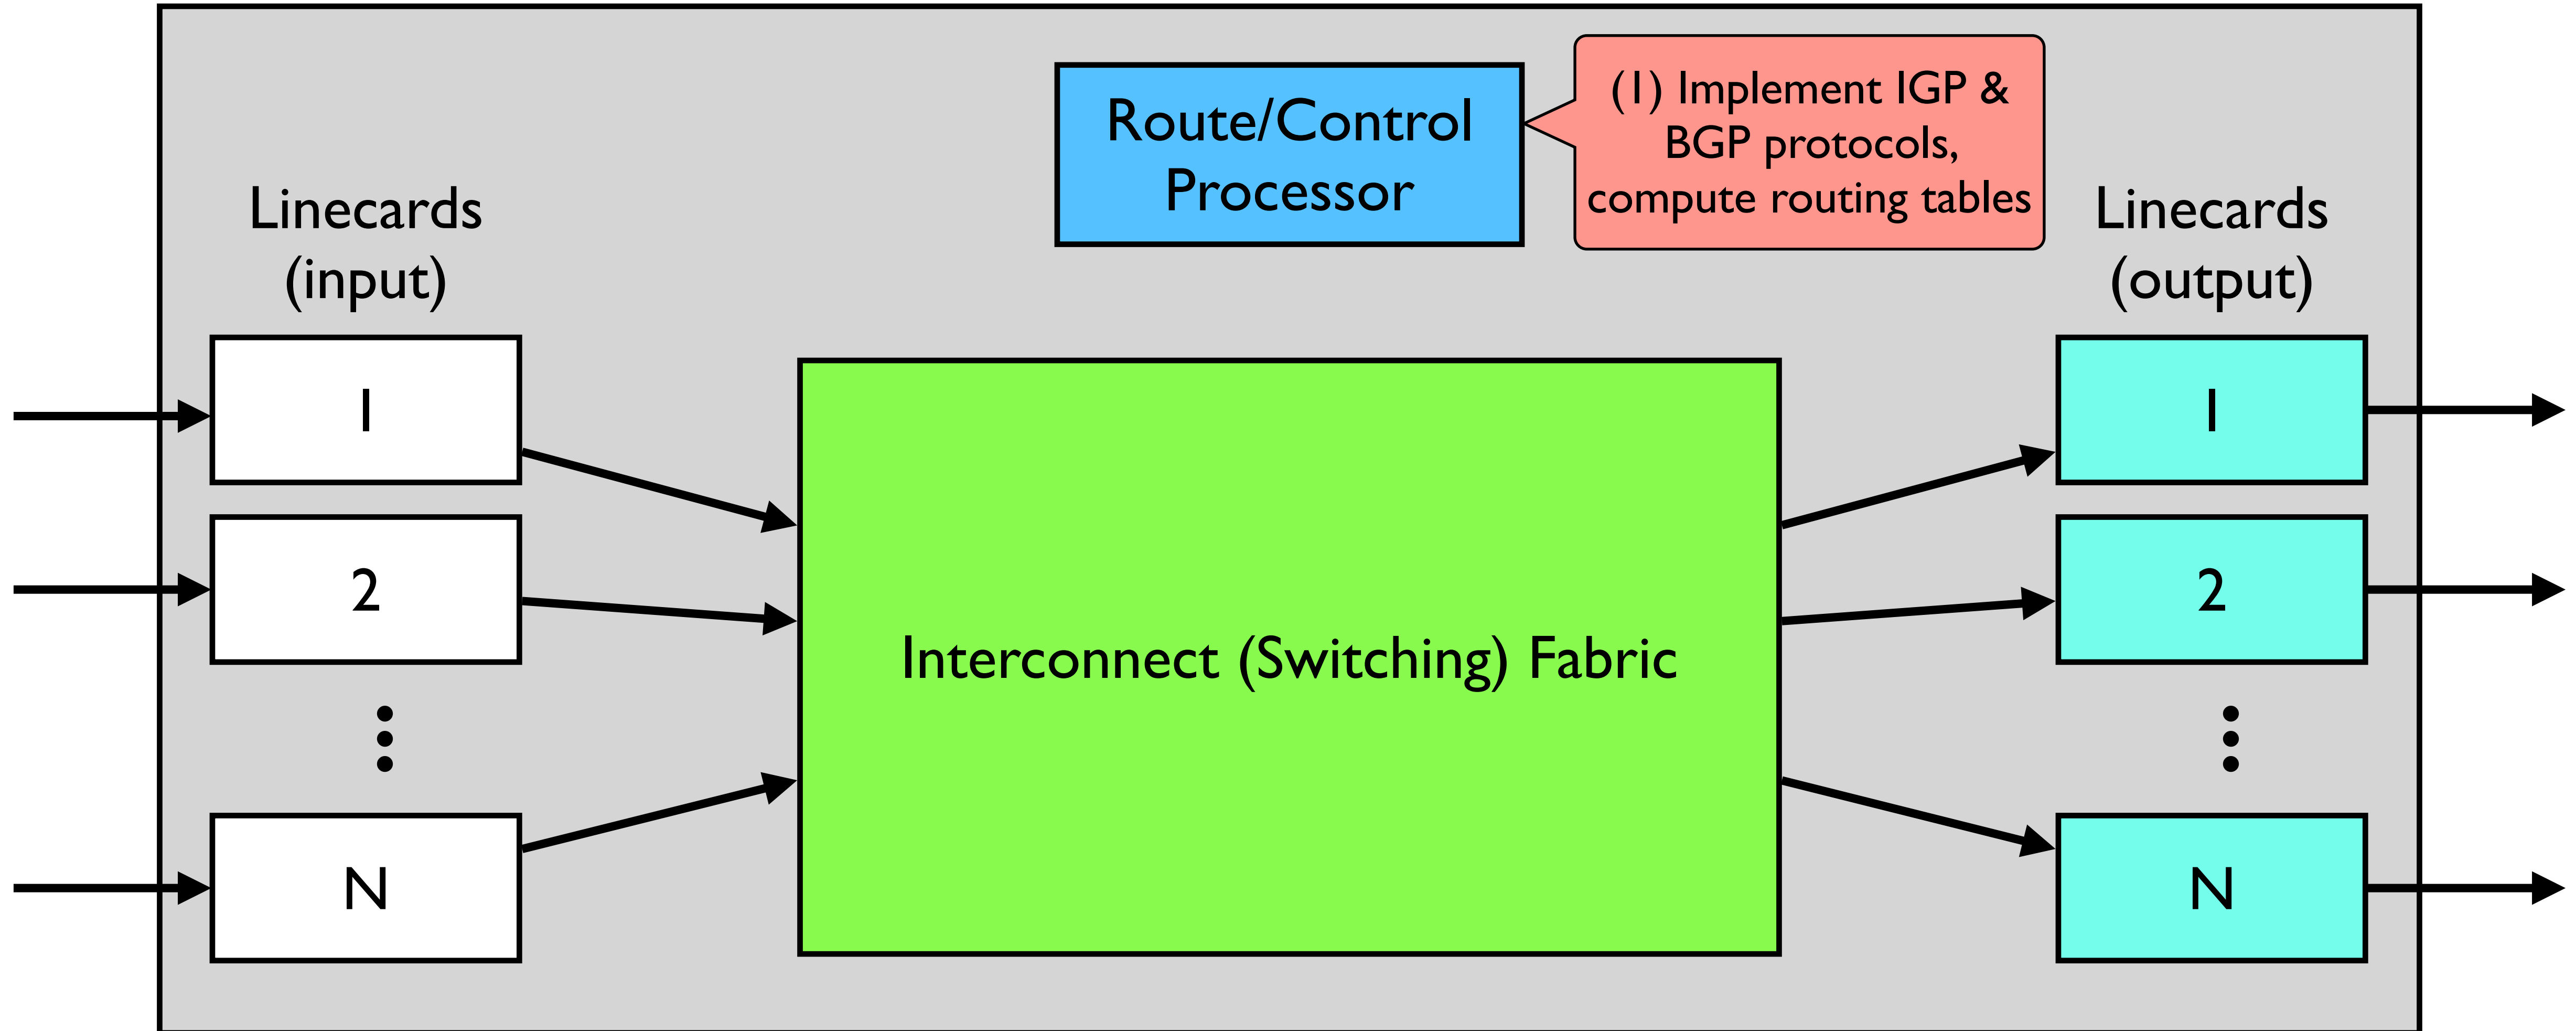 Route/Control
Processor
(1) Implement IGP &
BGP protocols,
compute routing tables
Linecards
(input)
Linecards
(output)
1
2
N
Interconnect (Switching) Fabric
1
2
N